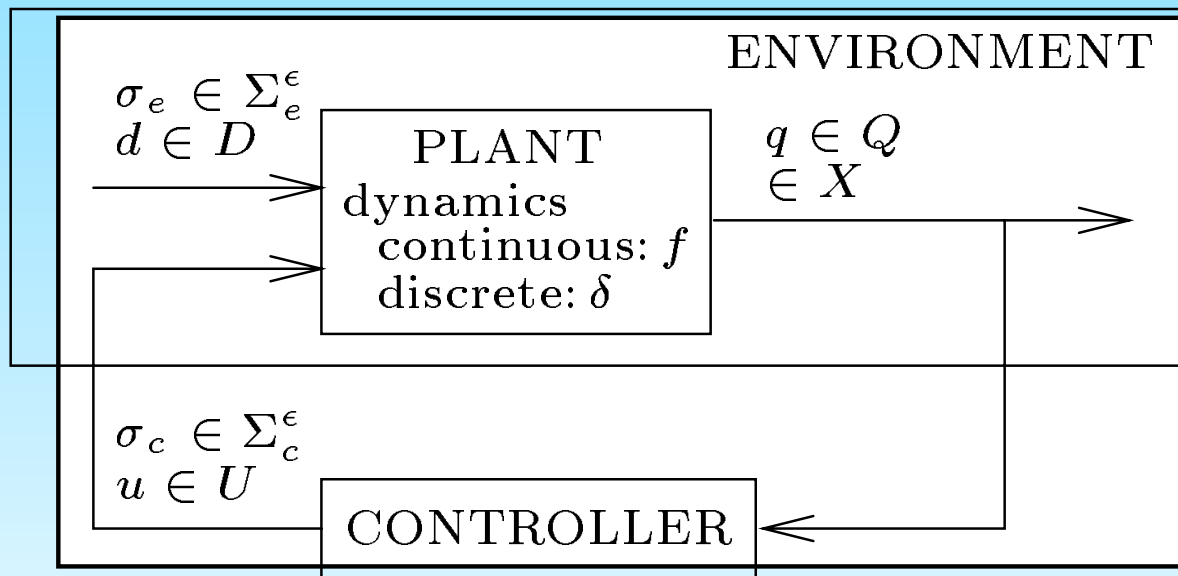 ENVIRONMENT
σ_e ∈ Σ_e^ϵ
d ∈ D
PLANT
dynamics
continuous: f
discrete: δ
q ∈ Q
∈ X
σ_c ∈ Σ_c^ϵ
u ∈ U
CONTROLLER